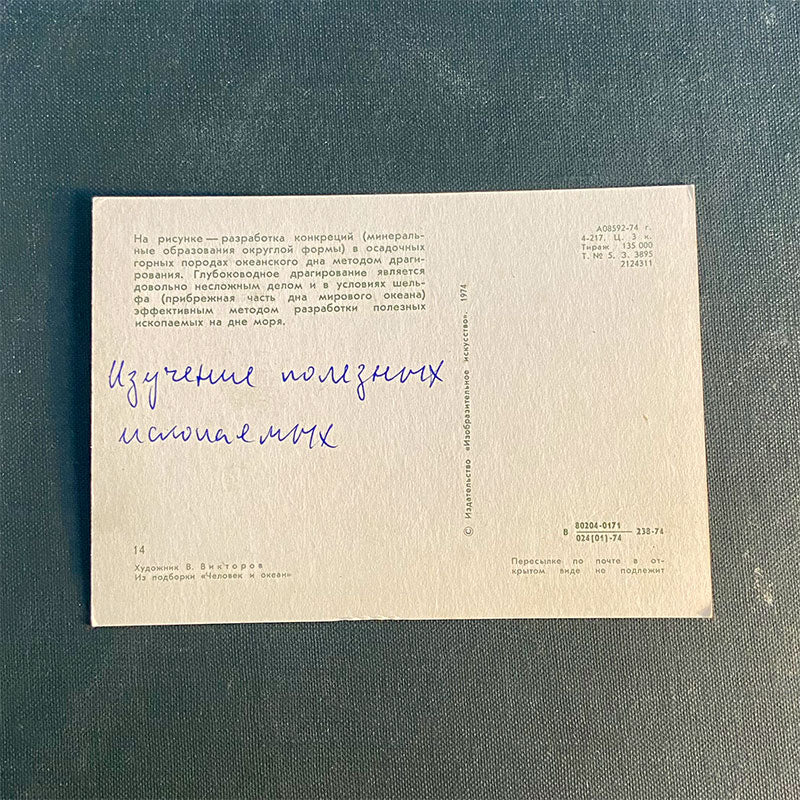 На рисунке — разработка конкреций (минераль-
ные образования округлой формы) в осадочных
горных породах океанского дна методом драги-
рования. Глубоководное драгирование является
довольно несложным делом и в условиях шель-
фа (прибрежная часть дна мирового океана)
эффективным методом разработки полезных
ископаемых на дне моря.
Изучение полезных
ископаемых
14
Художник В. Викторов
Из подборки «Человек и океан»
© Издательство «Изобразительное искусство». 1974
А08592-74 г.
4-217. Ц. 3 к.
Тираж 135 000
Т. № 5. З. 3895
2124311
В 80204-0171
024(01)-74 238-74
Пересылке по почте в от-
крытом виде не подлежит